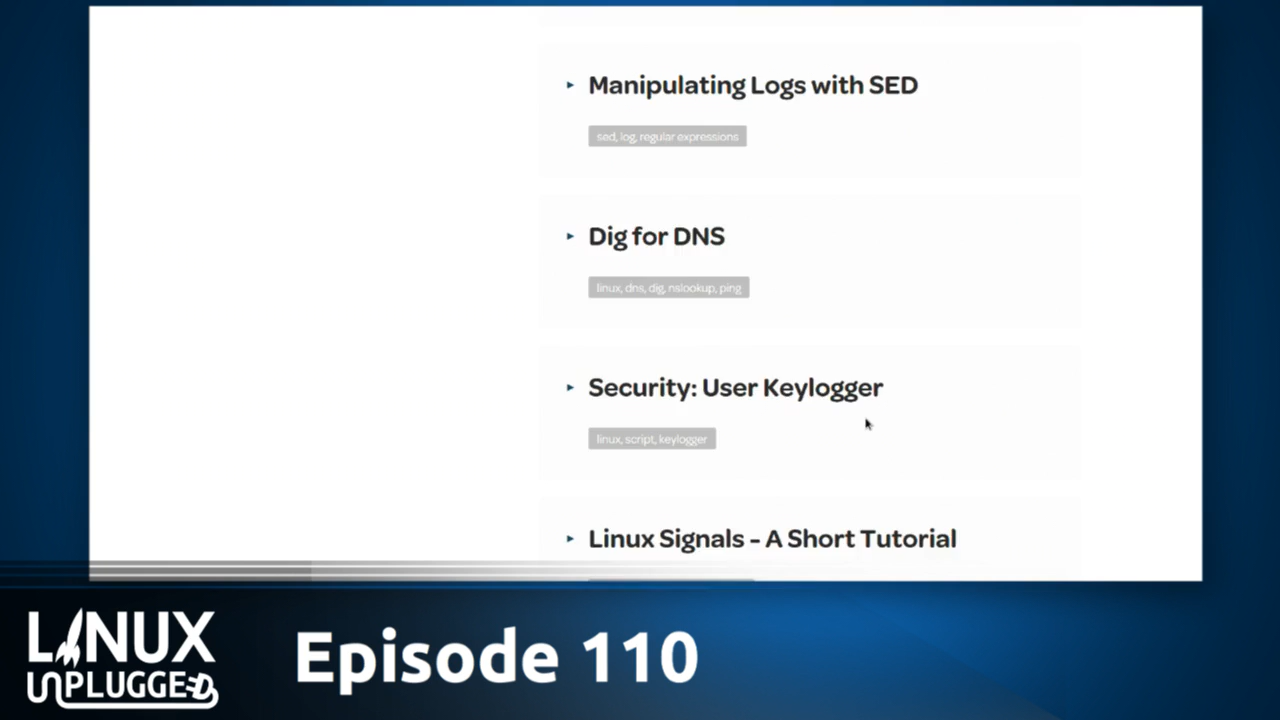 Manipulating Logs with SED
sed, log, regular expressions
Dig for DNS
linux, dns, dig, nslookup, ping
Security: User Keylogger
linux, script, keylogger
Linux Signals - A Short Tutorial
LINUX
UNPLUGGED
Episode 110